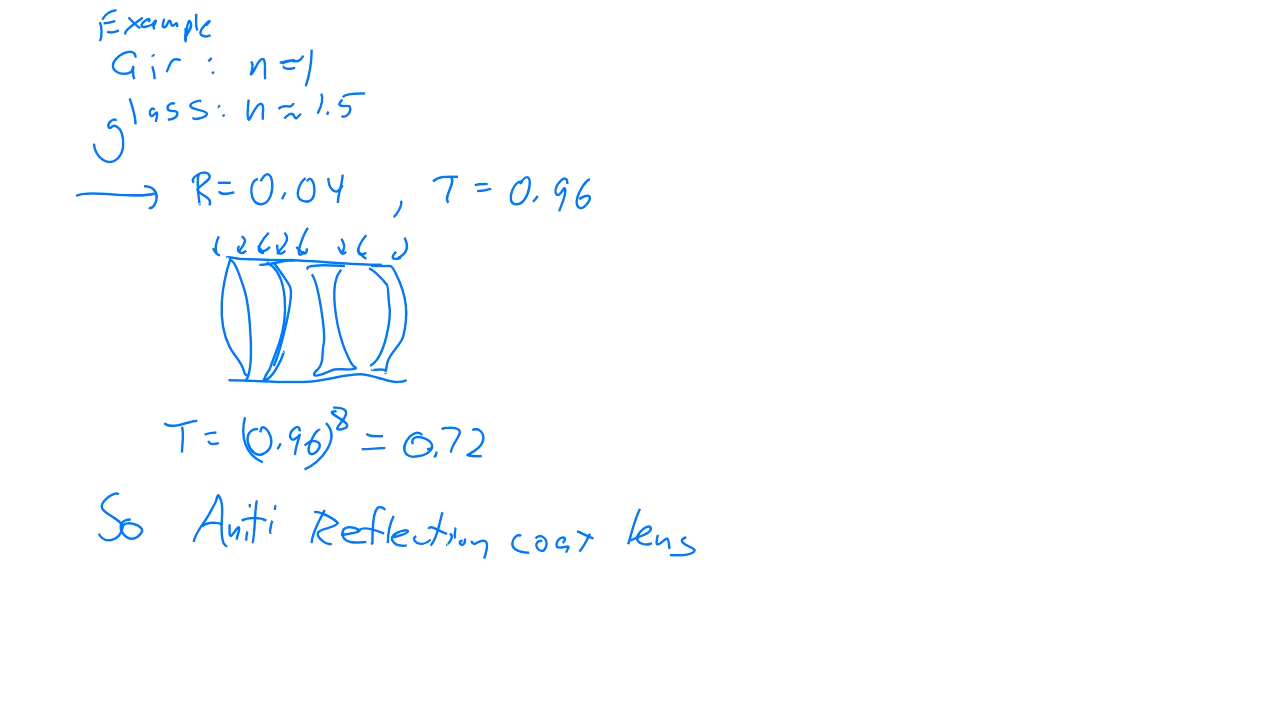 Example
Air : n ≈ 1
glass: n ≈ 1.5
→ R = 0.04 , T = 0.96
T = (0.96)^8 = 0.72
So Anti Reflection coat lens